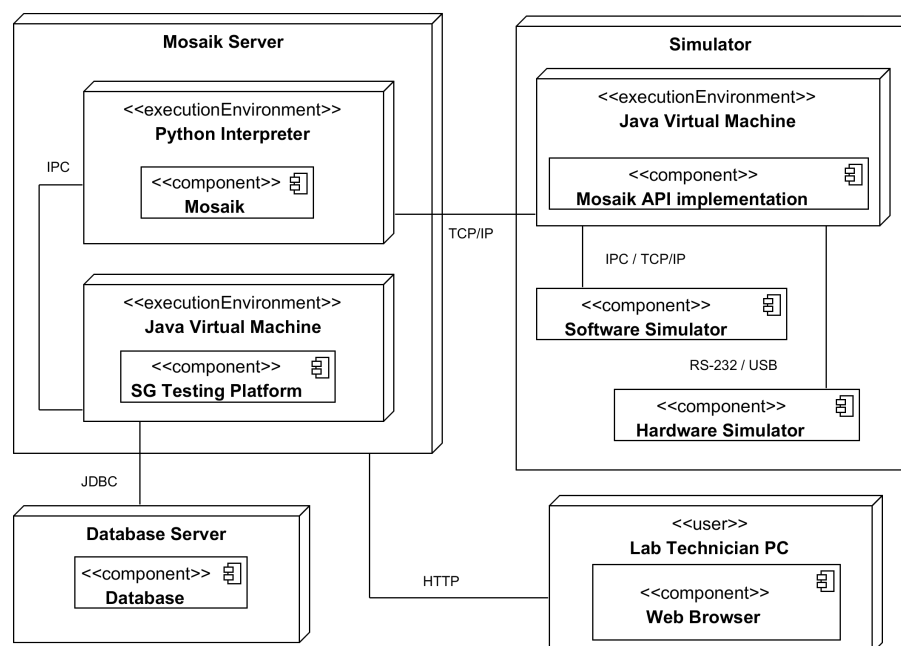 Mosaik Server
<<executionEnvironment>>
Python Interpreter
<<component>>
Mosaik
IPC
<<executionEnvironment>>
Java Virtual Machine
<<component>>
SG Testing Platform
TCP/IP
Simulator
<<executionEnvironment>>
Java Virtual Machine
<<component>>
Mosaik API implementation
IPC / TCP/IP
<<component>>
Software Simulator
RS-232 / USB
<<component>>
Hardware Simulator
JDBC
Database Server
<<component>>
Database
HTTP
<<user>>
Lab Technician PC
<<component>>
Web Browser